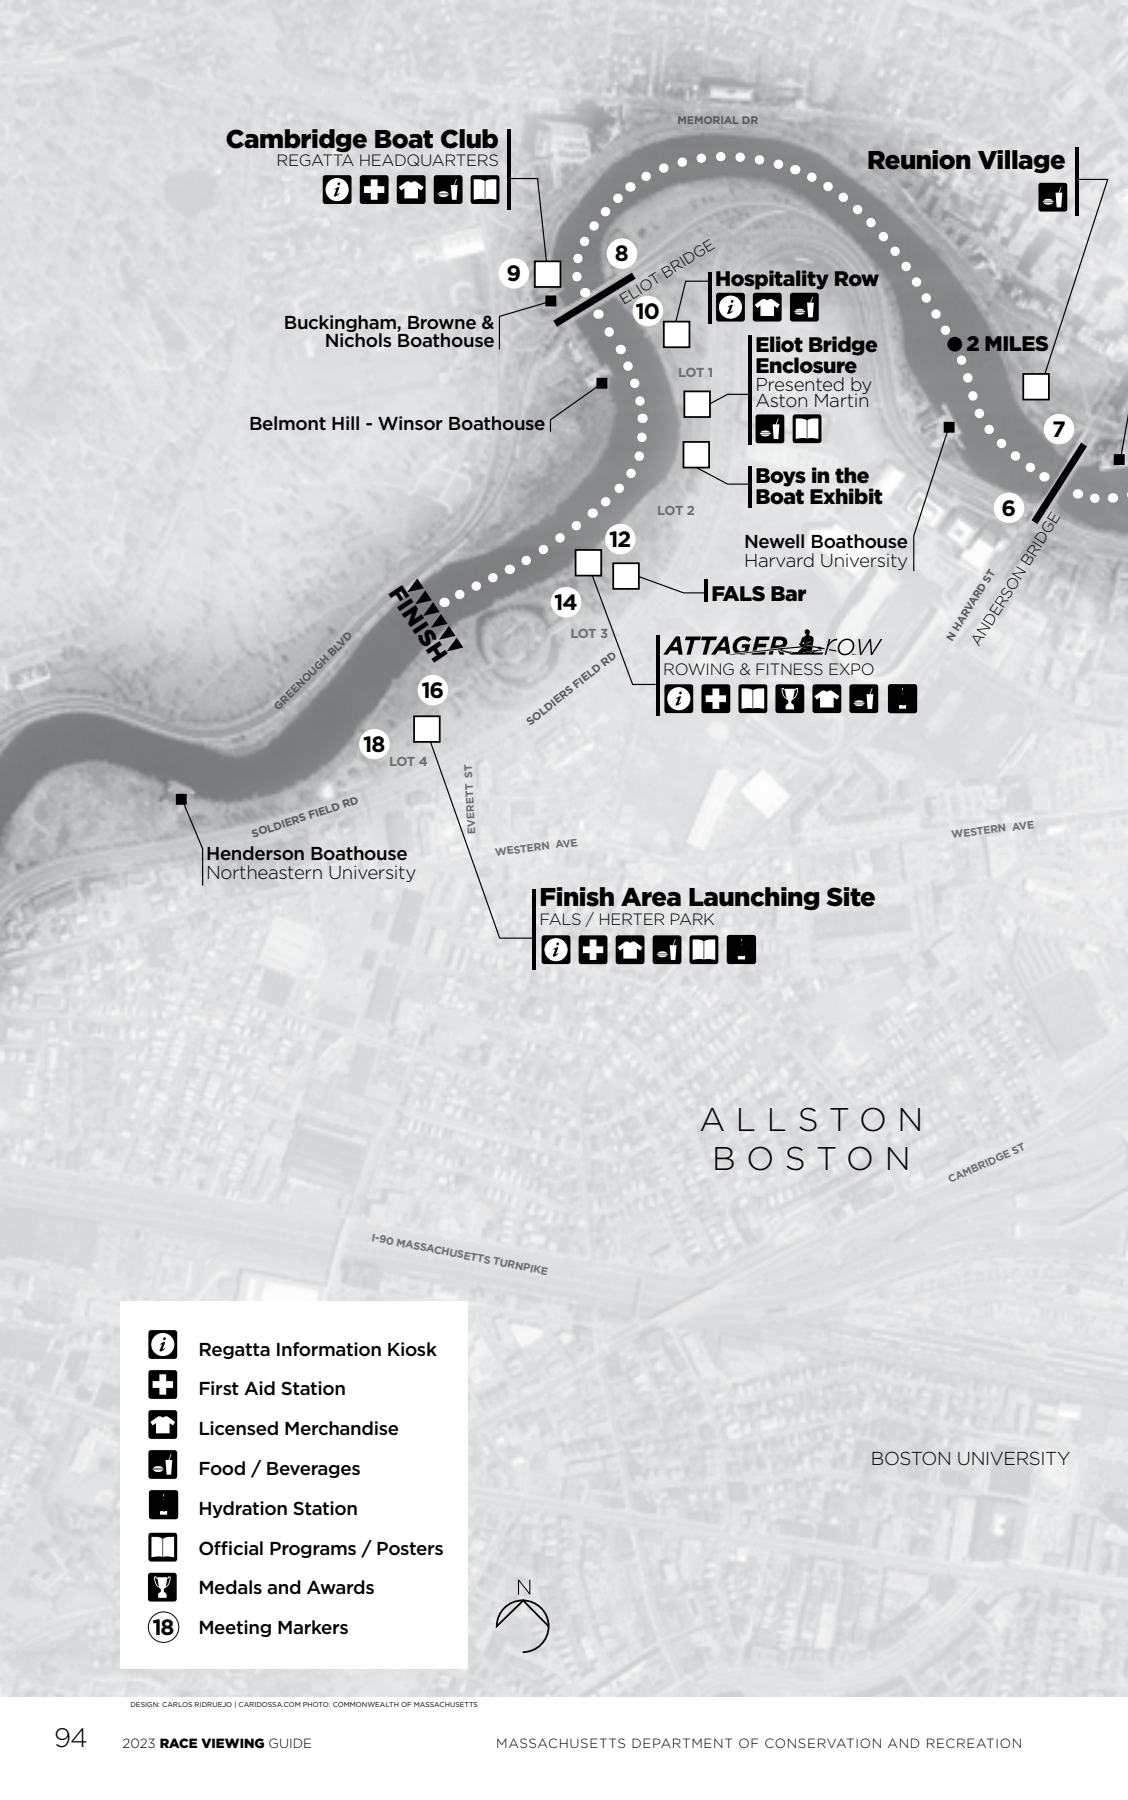 MEMORIAL DR
Cambridge Boat Club
REGATTA HEADQUARTERS
Reunion Village
8
ELIOT BRIDGE
9
10
Hospitality Row
Buckingham, Browne &
Nichols Boathouse
Eliot Bridge
Enclosure
Presented by
Aston Martin
2 MILES
LOT 1
Belmont Hill - Winsor Boathouse
7
Boys in the
Boat Exhibit
LOT 2
6
ANDERSON BRIDGE
N HARVARD ST
Newell Boathouse
Harvard University
12
FALS Bar
14
FINISH
LOT 3
ATTAGER row
ROWING & FITNESS EXPO
GREENOUGH BLVD
SOLDIERS FIELD RD
16
18
LOT 4
EVERETT ST
SOLDIERS FIELD RD
WESTERN AVE
WESTERN AVE
Henderson Boathouse
Northeastern University
Finish Area Launching Site
FALS / HERTER PARK
ALLSTON
BOSTON
CAMBRIDGE ST
I-90 MASSACHUSETTS TURNPIKE
Regatta Information Kiosk
First Aid Station
Licensed Merchandise
Food / Beverages
Hydration Station
Official Programs / Posters
Medals and Awards
18 Meeting Markers
BOSTON UNIVERSITY
N
DESIGN: CARLOS RIDRUEJO | CARIDOSSA.COM PHOTO: COMMONWEALTH OF MASSACHUSETTS
94 2023 RACE VIEWING GUIDE MASSACHUSETTS DEPARTMENT OF CONSERVATION AND RECREATION